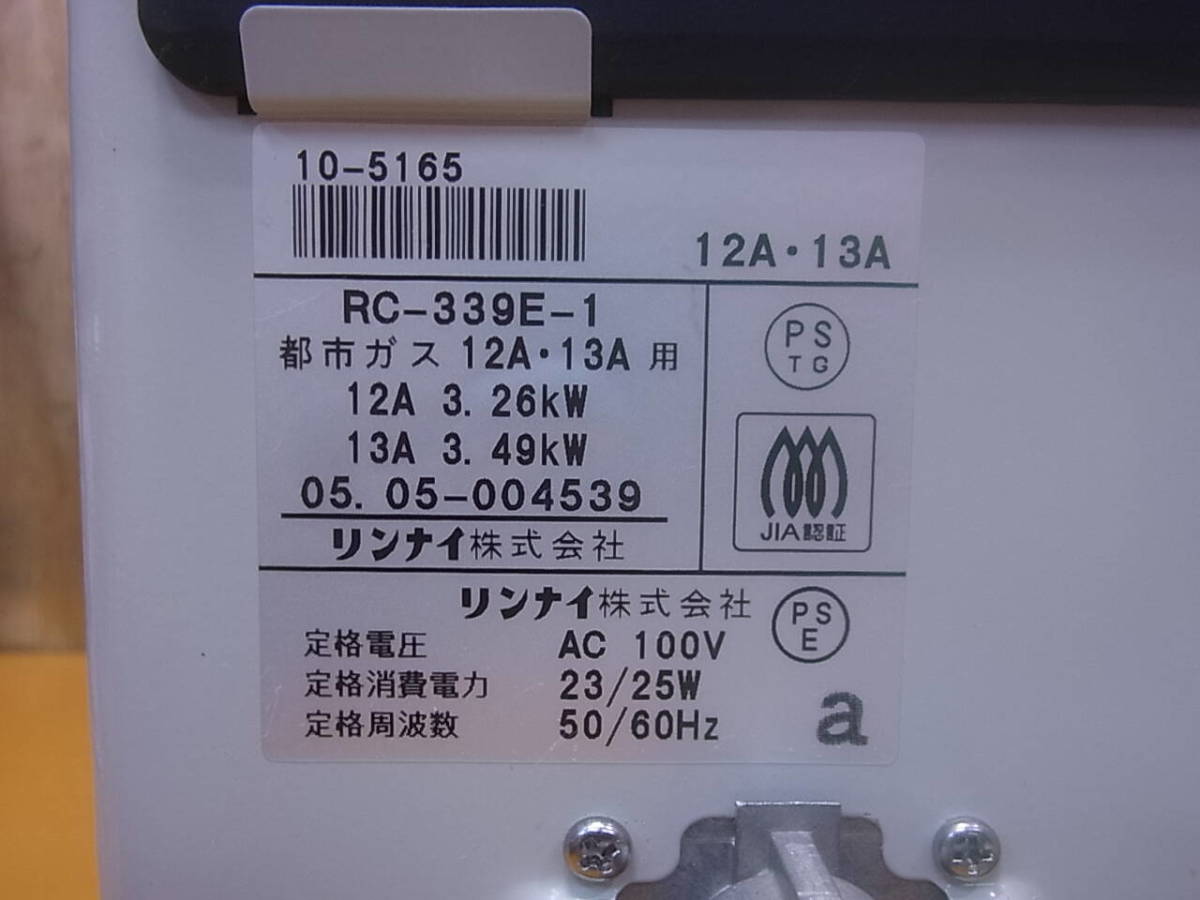 10-5165
12A・13A
RC-339E-1
都市ガス 12A・13A 用
12A 3.26kW
13A 3.49kW
05.05-004539
リンナイ株式会社
PS
TG
JIA認証
リンナイ株式会社
PS
E
定格電圧 AC 100V
定格消費電力 23/25W
定格周波数 50/60Hz
a